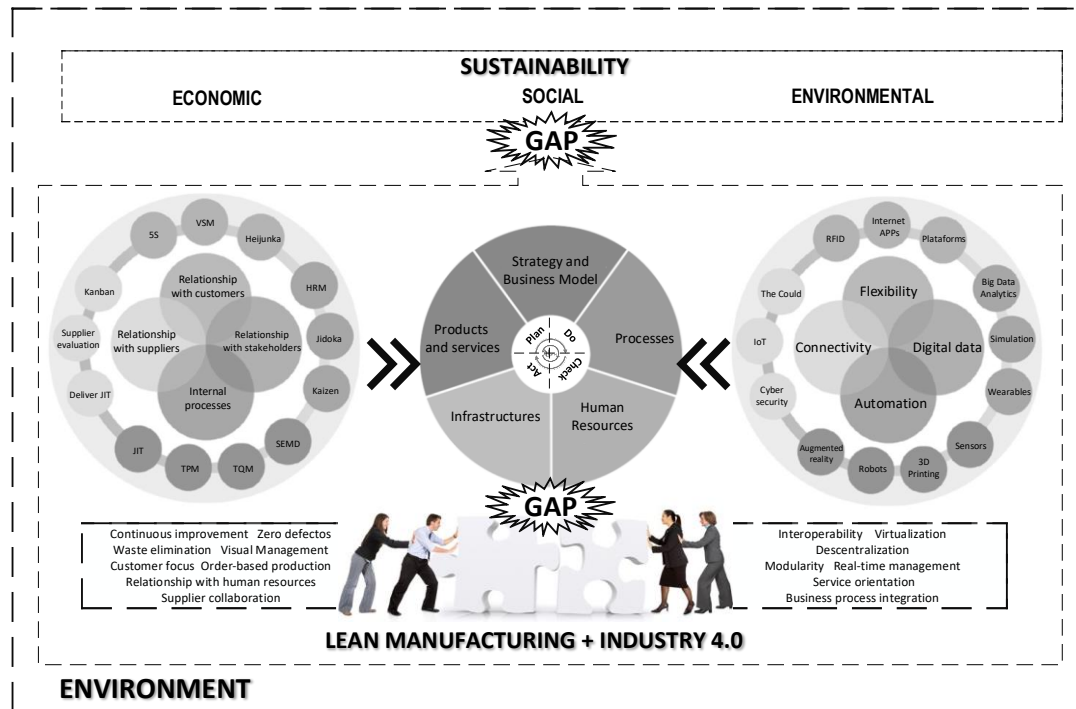 SUSTAINABILITY
ECONOMIC SOCIAL ENVIRONMENTAL
GAP
VSM
5S
Heijunka
Kanban
HRM
Supplier
evaluation
Jidoka
Deliver JIT
Kaizen
JIT
SEMD
TPM
TQM
Relationship
with customers
Relationship
with suppliers
Relationship
with stakeholders
Internal
processes
Strategy and
Business Model
Products
and services
Processes
Infrastructures
Human
Resources
Plan
Do
Check
Act
Internet
APPs
RFID
Plataforms
The Could
Big Data
Analytics
IoT
Simulation
Cyber
security
Wearables
Augmented
reality
Sensors
Robots
3D
Printing
Flexibility
Connectivity
Digital data
Automation
GAP
Continuous improvement Zero defectos
Waste elimination Visual Management
Customer focus Order-based production
Relationship with human resources
Supplier collaboration
Interoperability Virtualization
Descentralization
Modularity Real-time management
Service orientation
Business process integration
LEAN MANUFACTURING + INDUSTRY 4.0
ENVIRONMENT